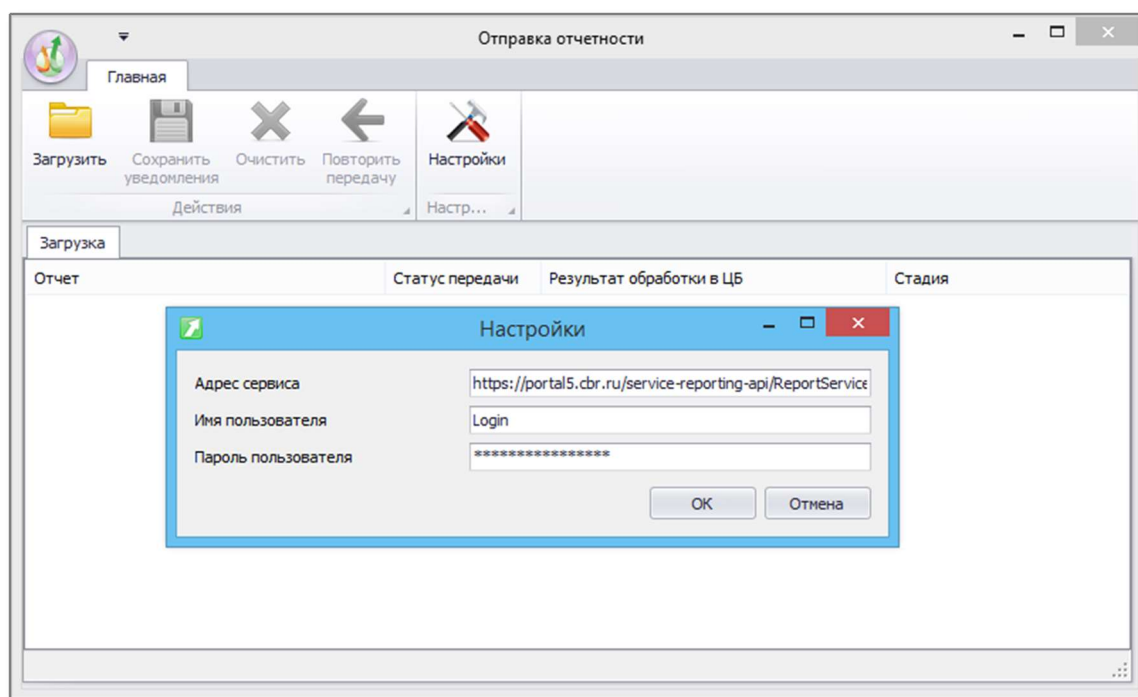 Отправка отчетности
Главная
Загрузить
Сохранить
уведомления
Очистить
Повторить
передачу
Настройки
Действия
Настр...
Загрузка
Отчет
Статус передачи
Результат обработки в ЦБ
Стадия
Настройки
Адрес сервиса
https://portal5.cbr.ru/service-reporting-api/ReportService
Имя пользователя
Login
Пароль пользователя
****************
ОК
Отмена